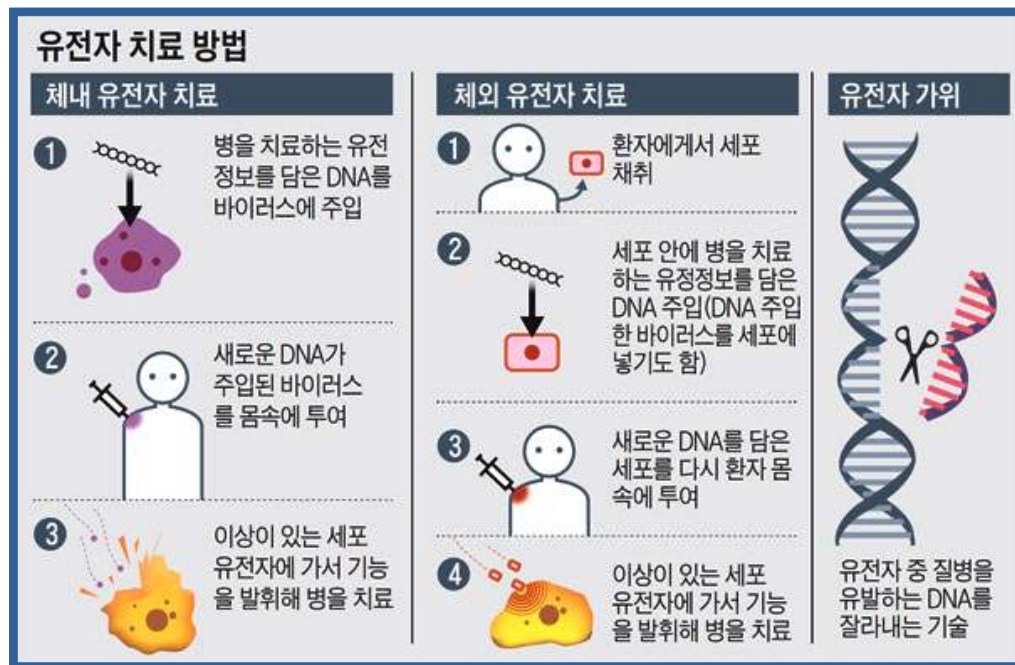 유전자 치료 방법
체내 유전자 치료
1
병을 치료하는 유전
정보를 담은 DNA를
바이러스에 주입
2
새로운 DNA가
주입된 바이러스
를 몸속에 투여
3
이상이 있는 세포
유전자에 가서 기능
을 발휘해 병을 치료
체외 유전자 치료
1
환자에게서 세포
채취
2
세포 안에 병을 치료
하는 유정정보를 담은
DNA 주입(DNA 주입
한 바이러스를 세포에
넣기도 함)
3
새로운 DNA를 담은
세포를 다시 환자 몸
속에 투여
4
이상이 있는 세포
유전자에 가서 기능
을 발휘해 병을 치료
유전자 가위
유전자 중 질병을
유발하는 DNA를
잘라내는 기술